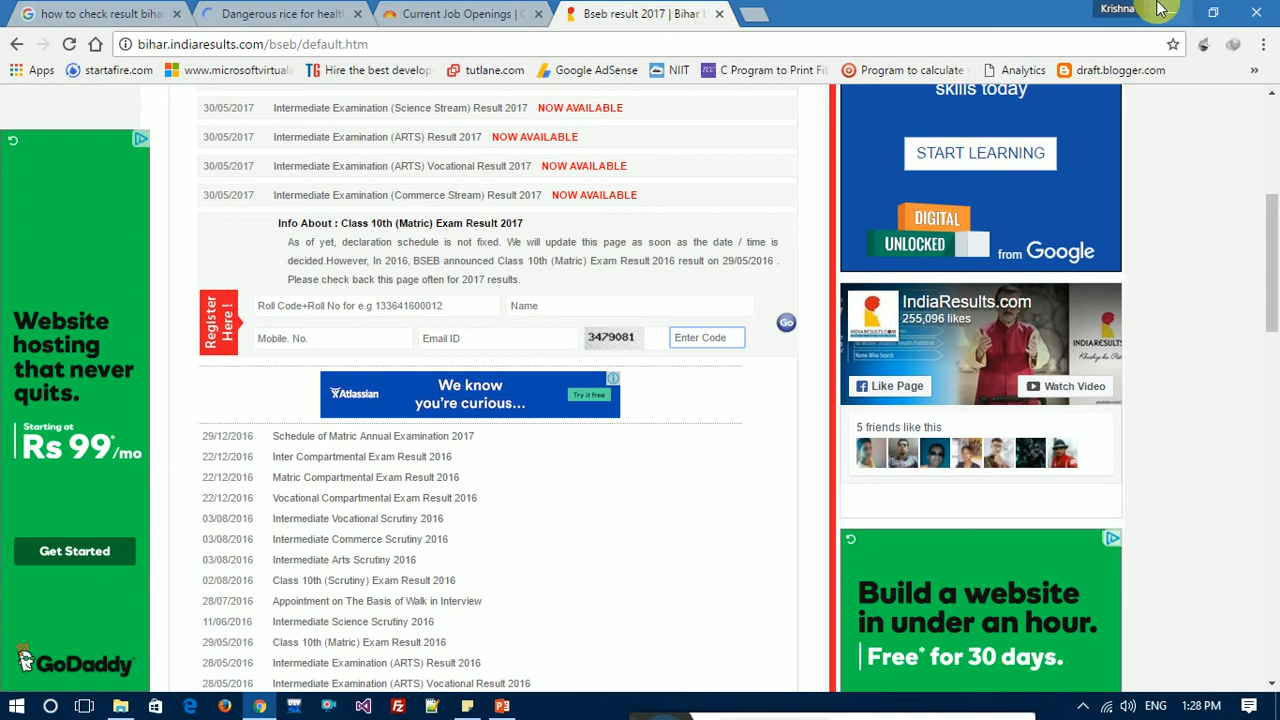 how check result bihar
Dangerous risks for health
Current Job Openings | C
Bseb result 2017 | Bihar
Krishna
bihar.indiaresults.com/bseb/default.htm
Apps
startafire.com
www.microsoftvirtuala
Hire the best develop
tutlane.com
Google AdSense
NIIT
C Program to Print Fib
Program to calculate
Analytics
draft.blogger.com
»
30/05/2017 Intermediate Examination (Science Stream) Result 2017 NOW AVAILABLE
30/05/2017 Intermediate Examination (ARTS) Result 2017 NOW AVAILABLE
30/05/2017 Intermediate Examination (ARTS) Vocational Result 2017 NOW AVAILABLE
30/05/2017 Intermediate Examination (Commerce Stream) Result 2017 NOW AVAILABLE
Info About : Class 10th (Matric) Exam Result 2017
As of yet, declaration schedule is not fixed. We will update this page as soon as the date / time is
decided.Hovever, In 2016, BSEB announced Class 10th (Matric) Exam Result 2016 result on 29/05/2016 .
Please check back this page often for 2017 results.
Register
Here !
Roll Code+Roll No for e.g 133641600012
Name
Go
Mobile. No.
Email ID
3479081
Enter Code
Atlassian
We know
you're curious...
Try it free
29/12/2016 Schedule of Matric Annual Examination 2017
22/12/2016 Inter Compartmental Exam Result 2016
22/12/2016 Matric Compartmental Exam Result 2016
22/12/2016 Vocational Compartmental Exam Result 2016
03/08/2016 Intermediate Vocational Scrutiny 2016
03/08/2016 Intermediate Commerce Scrutiny 2016
03/08/2016 Intermediate Arts Scrutiny 2016
02/08/2016 Class 10th (Scrutiny) Exam Result 2016
28/07/2016 Appointment on The Basis of Walk in Interview
11/06/2016 Intermediate Science Scrutiny 2016
29/05/2016 Class 10th (Matric) Exam Result 2016
28/05/2016 Intermediate Examination (ARTS) Result 2016
28/05/2016 Intermediate Examination (ARTS) Vocational Result 2016
Website
hosting
that never
quits.
Starting at
Rs 99*/mo
Get Started
GoDaddy
skills today
START LEARNING
DIGITAL
UNLOCKED
from Google
IndiaResults.com
255,096 likes
INDIARESULTS
Name Wise Search
Like Page
Watch Video
5 friends like this
Build a website
in under an hour.
Free* for 30 days.
ENG
1:28 PM